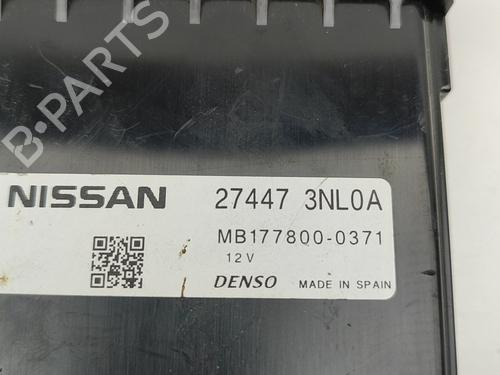 B-PARTS
NISSAN 27447 3NL0A
MB177800-0371
12V
DENSO MADE IN SPAIN